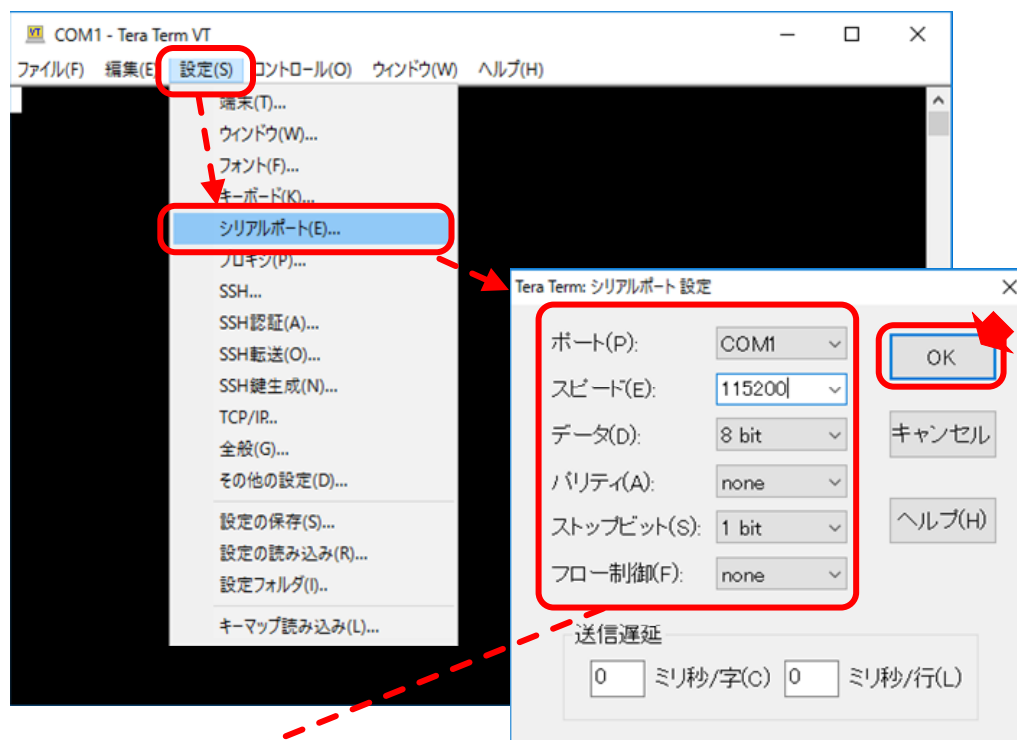 COM1 - Tera Term VT
ファイル(F) 編集(E) 設定(S) コントロール(O) ウィンドウ(W) ヘルプ(H)
端末(T)...
ウィンドウ(W)...
フォント(F)...
キーボード(K)...
シリアルポート(E)...
プロキシ(P)...
SSH...
SSH認証(A)...
SSH転送(O)...
SSH鍵生成(N)...
TCP/IP...
全般(G)...
その他の設定(D)...
設定の保存(S)...
設定の読み込み(R)...
設定フォルダ(I)..
キーマップ読み込み(L)...
Tera Term: シリアルポート 設定
ポート(P): COM1 OK
スピード(E): 115200
データ(D): 8 bit キャンセル
パリティ(A): none
ストップビット(S): 1 bit ヘルプ(H)
フロー制御(F): none
送信遅延
0 ミリ秒/字(C) 0 ミリ秒/行(L)